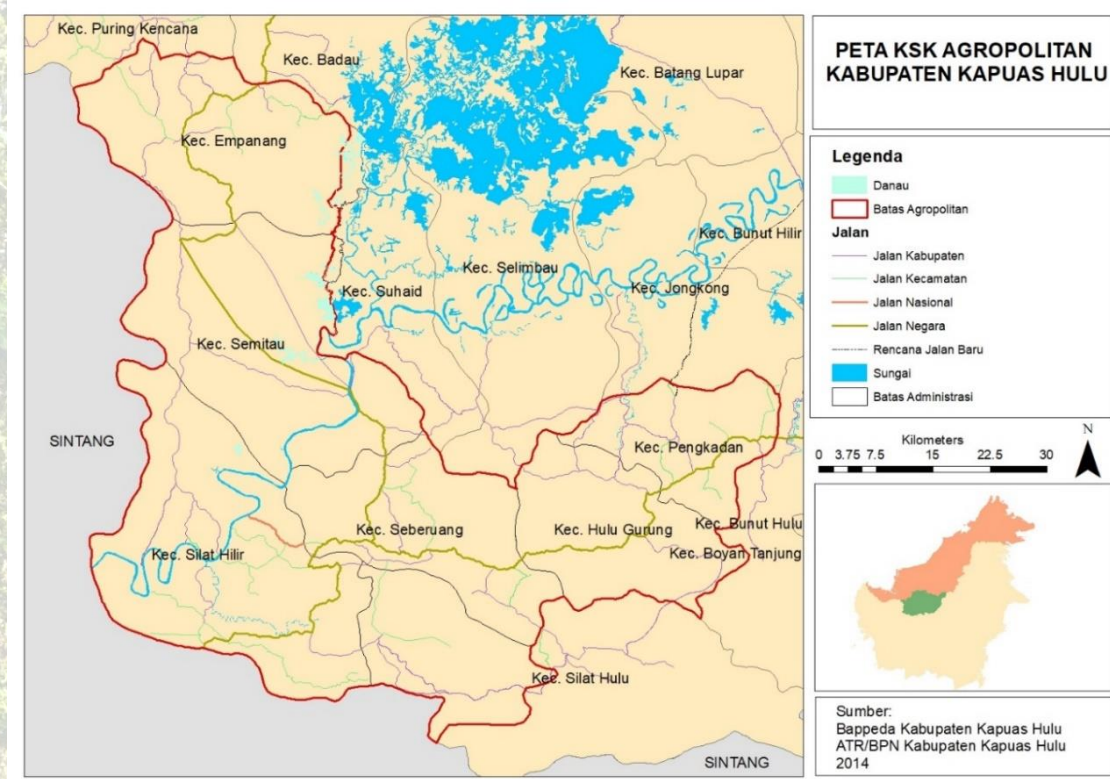 PETA KSK AGROPOLITAN
KABUPATEN KAPUAS HULU
Kec. Puring Kencana
Kec. Badau
Kec. Batang Lupar
Kec. Empanang
Kec. Bunut Hilir
Kec. Selimbau
Kec. Suhaid
Kec. Jongkong
Kec. Semitau
SINTANG
Kec. Pengkadan
Kec. Seberuang
Kec. Hulu Gurung
Kec. Bunut Hulu
Kec. Silat Hilir
Kec. Boyan Tanjung
Kec. Silat Hulu
SINTANG
Legenda
Danau
Batas Agropolitan
Jalan
Jalan Kabupaten
Jalan Kecamatan
Jalan Nasional
Jalan Negara
Rencana Jalan Baru
Sungai
Batas Administrasi
Kilometers
0 3.75 7.5 15 22.5 30
N
Sumber:
Bappeda Kabupaten Kapuas Hulu
ATR/BPN Kabupaten Kapuas Hulu
2014